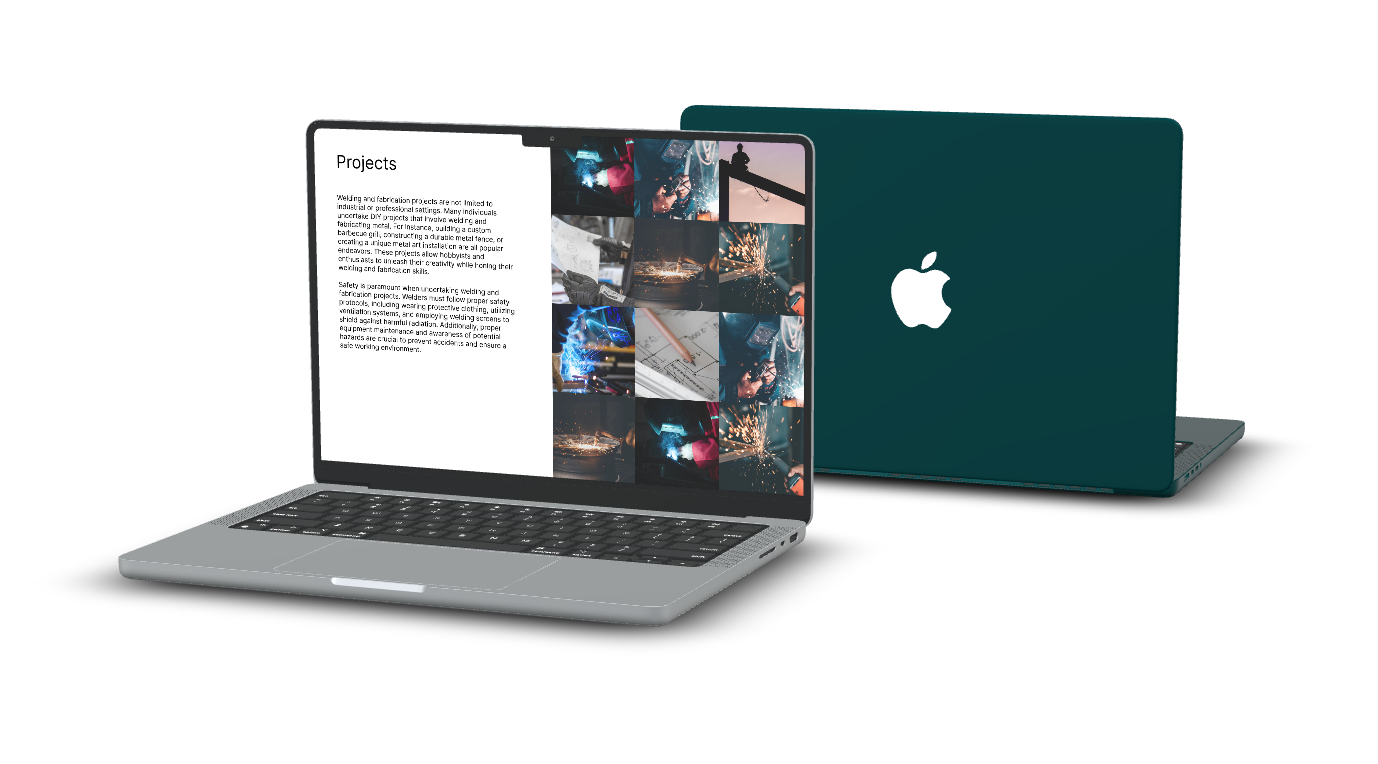 Projects
Welding and fabrication projects are not limited to
industrial or professional settings. Many individuals
undertake DIY projects that involve welding and
fabricating metal. For instance, building a custom
barbecue grill, constructing a durable metal fence, or
creating a unique metal art installation are all popular
endeavors. These projects allow hobbyists and
enthusiasts to unleash their creativity while honing their
welding and fabrication skills.
Safety is paramount when undertaking welding and
fabrication projects. Welders must follow proper safety
protocols, including wearing protective clothing, utilizing
ventilation systems, and employing welding screens to
shield against harmful radiation. Additionally, proper
equipment maintenance and awareness of potential
hazards are crucial to prevent accidents and ensure a
safe working environment.